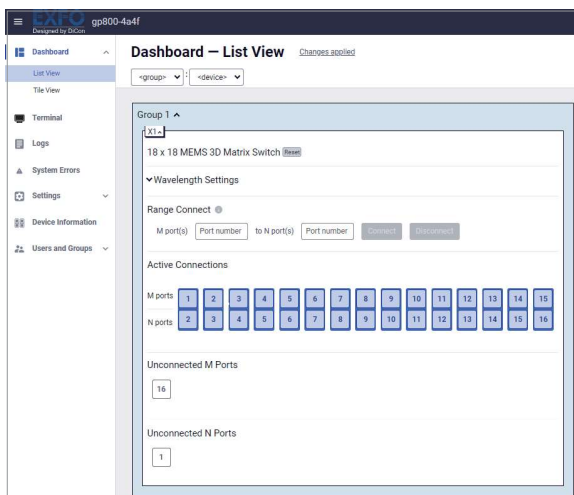 EXFO gp800-4a4f
Designed by DiCon
Dashboard
List View
Tile View
Terminal
Logs
System Errors
Settings
Device Information
Users and Groups
Dashboard — List View Changes applied
<group> : <device>
Group 1
X1
18 x 18 MEMS 3D Matrix Switch Reset
Wavelength Settings
Range Connect
M port(s) Port number to N port(s) Port number Connect Disconnect
Active Connections
M ports 1 2 3 4 5 6 7 8 9 10 11 12 13 14 15
N ports 2 3 4 5 6 7 8 9 10 11 12 13 14 15 16
Unconnected M Ports
16
Unconnected N Ports
1